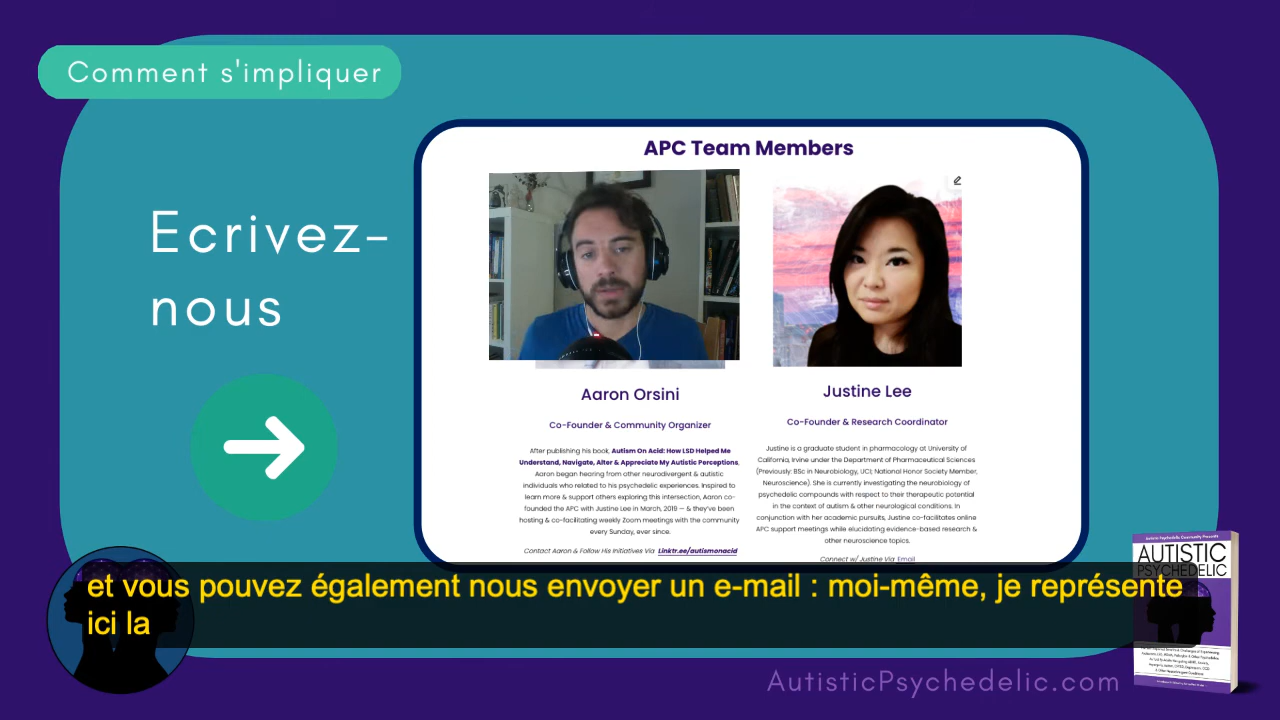 Comment s'impliquer
Ecrivez-
nous
APC Team Members
Aaron Orsini
Co-Founder & Community Organizer
After publishing his book, Autism On Acid: How LSD Helped Me
Understand, Navigate, Alter & Appreciate My Autistic Perceptions,
Aaron began hearing from other neurodivergent & autistic
individuals who related to his psychedelic experiences. Inspired to
learn more & support others exploring this intersection, Aaron co-
founded the APC with Justine Lee in March, 2019 — & they've been
hosting & co-facilitating weekly Zoom meetings with the community
every Sunday, ever since.
Contact Aaron & Follow His Initiatives Via Linktr.ee/autismonacid
Justine Lee
Co-Founder & Research Coordinator
Justine is a graduate student in pharmacology at University of
California, Irvine under the Department of Pharmaceutical Sciences
(Previously: BSc in Neurobiology, UCI; National Honor Society Member,
Neuroscience). She is currently investigating the neurobiology of
psychedelic compounds with respect to their therapeutic potential
in the context of autism & other neurological conditions. In
conjunction with her academic pursuits, Justine co-facilitates online
APC support meetings while elucidating evidence-based research &
other neuroscience topics.
Connect w/ Justine Via Email
Autistic Psychedelic Community Presents
AUTISTIC
PSYCHEDELIC
et vous pouvez également nous envoyer un e-mail : moi-même, je représente
ici la
AutisticPsychedelic.com